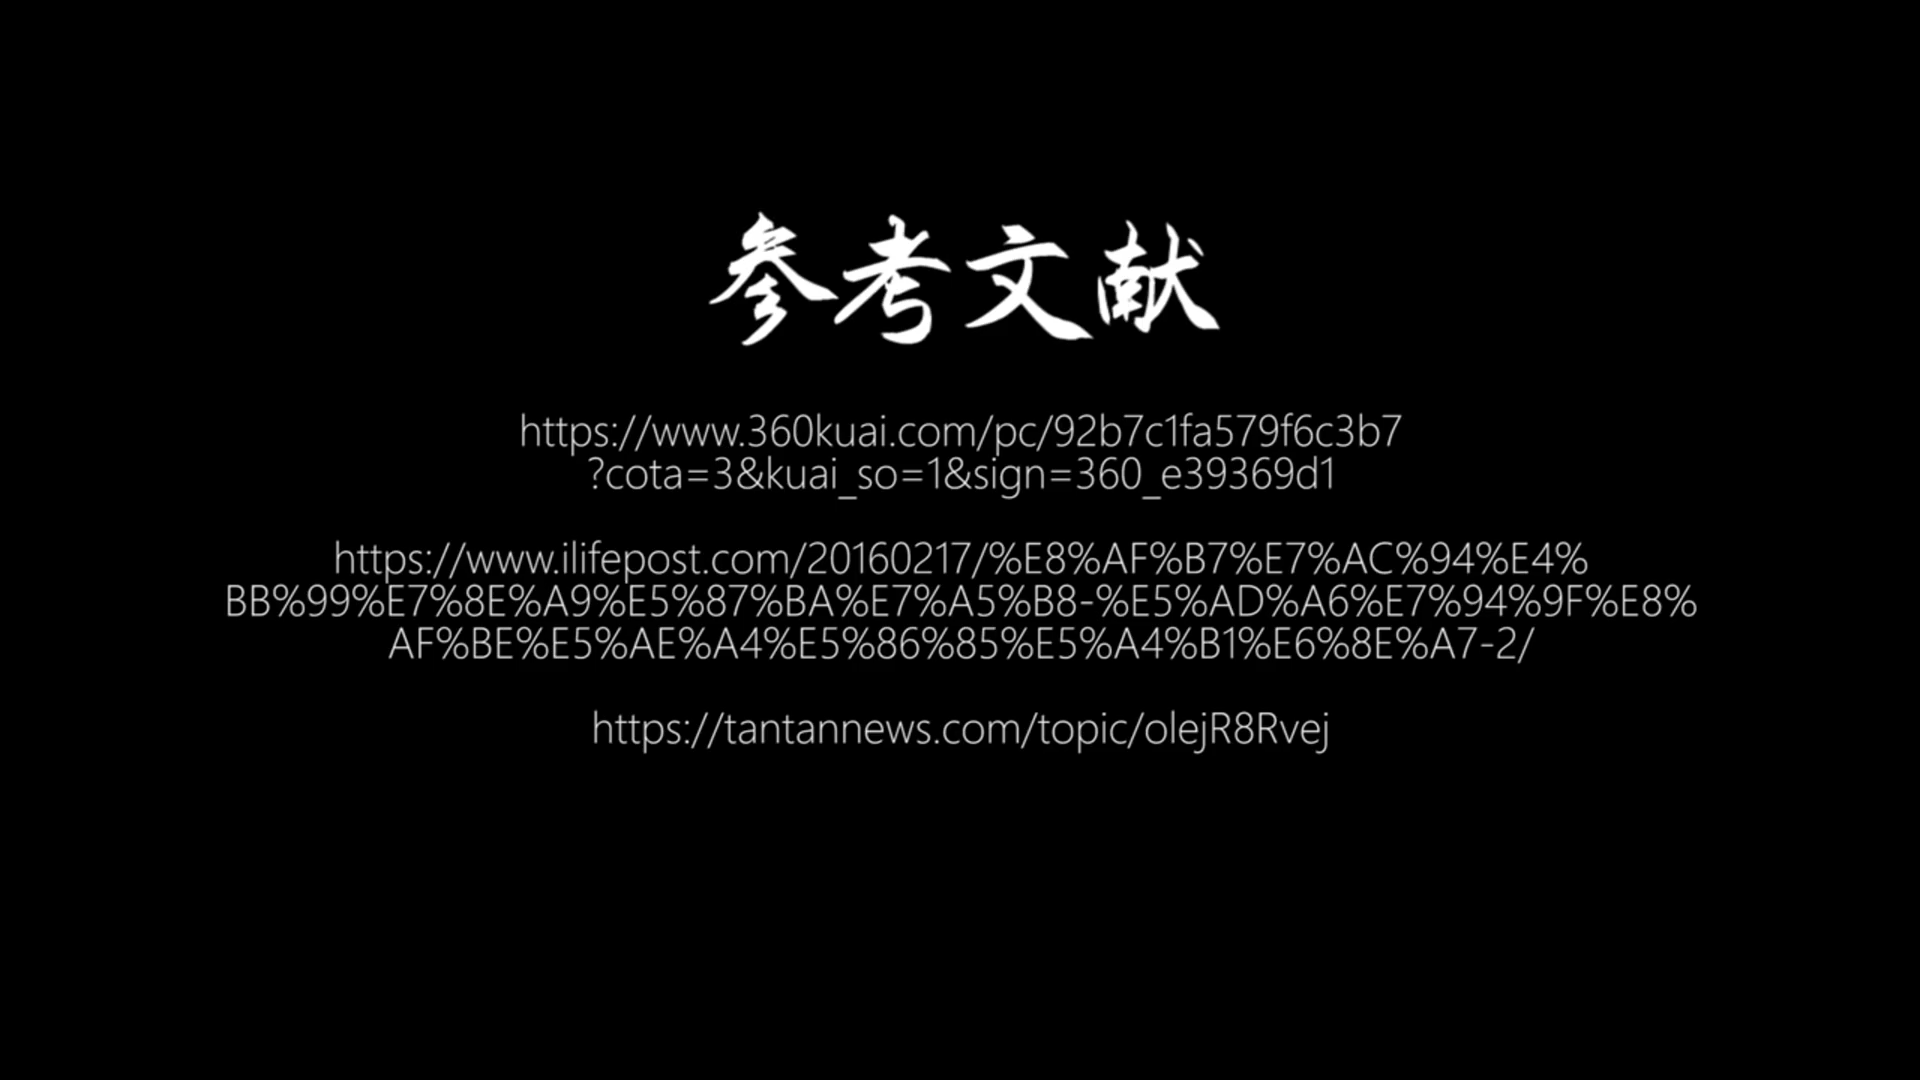 参考文献
https://www.360kuai.com/pc/92b7c1fa579f6c3b7
?cota=3&kuai_so=1&sign=360_e39369d1
https://www.ilifepost.com/20160217/%E8%AF%B7%E7%AC%94%E4%
BB%99%E7%8E%A9%E5%87%BA%E7%A5%B8-%E5%AD%A6%E7%94%9F%E8%
AF%BE%E5%AE%A4%E5%86%85%E5%A4%B1%E6%8E%A7-2/
https://tantannews.com/topic/olejR8Rvej